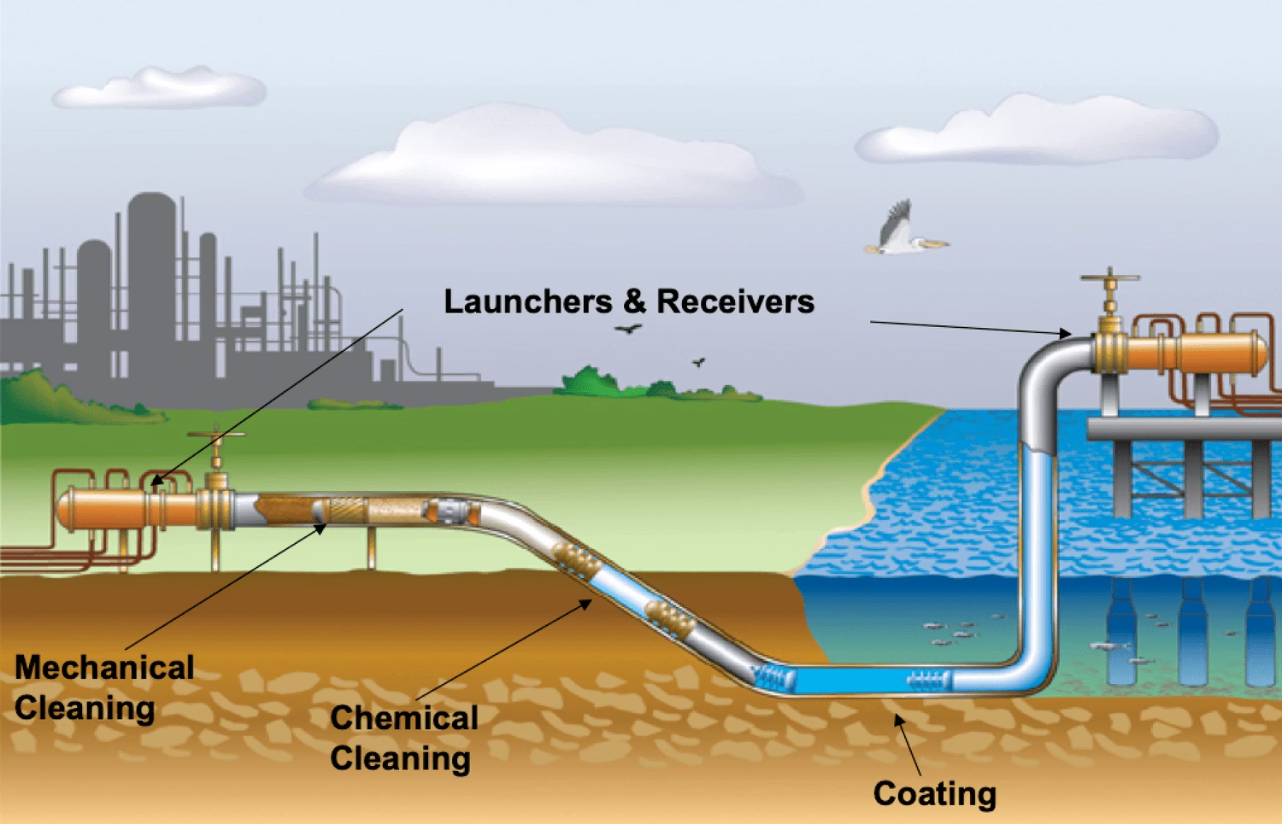 Launchers & Receivers
Mechanical
Cleaning
Chemical
Cleaning
Coating